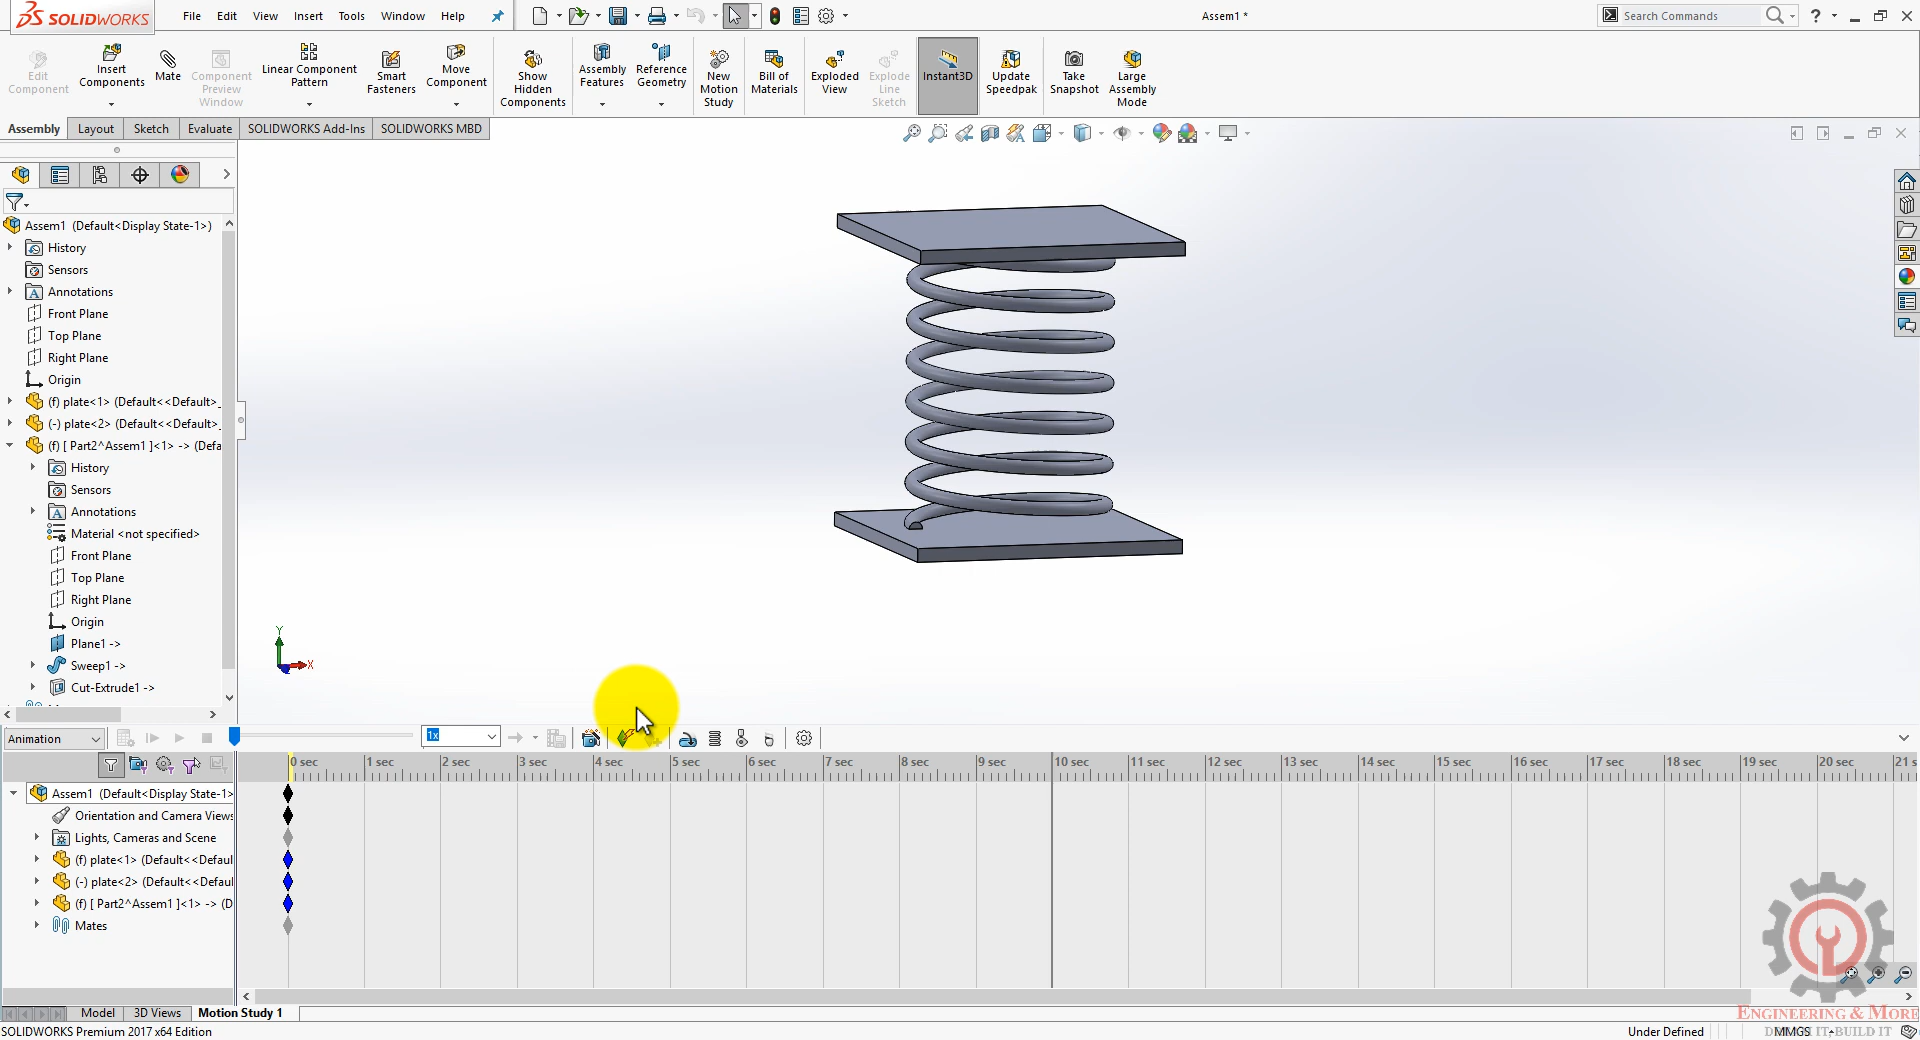 SOLIDWORKS
File Edit View Insert Tools Window Help
Assem1 *
Search Commands
?
Edit Component
Insert Components
Mate
Component Preview Window
Linear Component Pattern
Smart Fasteners
Move Component
Show Hidden Components
Assembly Features
Reference Geometry
New Motion Study
Bill of Materials
Exploded View
Explode Line Sketch
Instant3D
Update Speedpak
Take Snapshot
Large Assembly Mode
Assembly Layout Sketch Evaluate SOLIDWORKS Add-Ins SOLIDWORKS MBD
Assem1 (Default<Display State-1>)
History
Sensors
Annotations
Front Plane
Top Plane
Right Plane
Origin
(f) plate<1> (Default<<Default>_
(-) plate<2> (Default<<Default>_
(f) [ Part2^Assem1 ]<1> -> (Defa
History
Sensors
Annotations
Material <not specified>
Front Plane
Top Plane
Right Plane
Origin
Plane1 ->
Sweep1 ->
Cut-Extrude1 ->
Y
X
Animation
1x
0 sec 1 sec 2 sec 3 sec 4 sec 5 sec 6 sec 7 sec 8 sec 9 sec 10 sec 11 sec 12 sec 13 sec 14 sec 15 sec 16 sec 17 sec 18 sec 19 sec 20 sec 21 s
Assem1 (Default<Display State-1>
Orientation and Camera Views
Lights, Cameras and Scene
(f) plate<1> (Default<<Defaul
(-) plate<2> (Default<<Defaul
(f) [ Part2^Assem1 ]<1> -> (D
Mates
Model 3D Views Motion Study 1
ENGINEERING & MORE
SOLIDWORKS Premium 2017 x64 Edition
Under Defined
MMGS
IT-BUILD IT